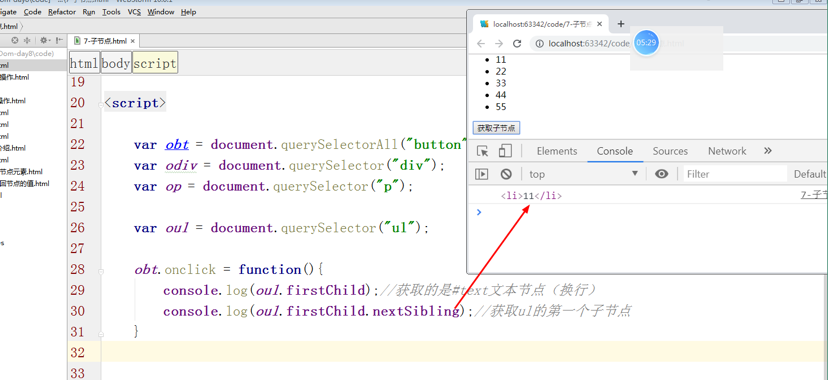 igate Code Refactor Run Tools VCS Window Help
.html
Dom-day8\code)
7-子节点.html
html
操作.html
html
作.html
html
html
介绍.html
html
节点元素.html
回节点的值.html
html body script
19
20 <script>
21
22 var obt = document.querySelectorAll("button"
23 var odiv = document.querySelector("div");
24 var op = document.querySelector("p");
25
26 var oul = document.querySelector("ul");
27
28 obt.onclick = function(){
29 console.log(oul.firstChild);//获取的是#text文本节点（换行）
30 console.log(oul.firstChild.nextSibling);//获取ul的第一个子节点
31 }
32
33
localhost:63342/code/7-子节点
localhost:63342/code
05:29
11
22
33
44
55
获取子节点
Elements Console Sources Network
top Filter Default
<li>11</li> 7-子节